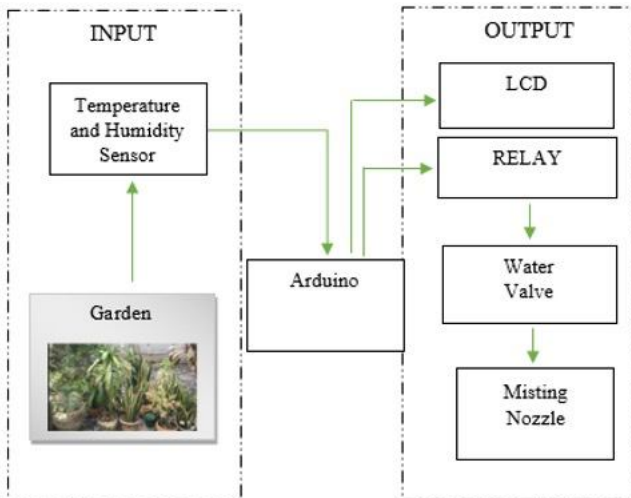 INPUT
Temperature
and Humidity
Sensor
Garden
Arduino
OUTPUT
LCD
RELAY
Water
Valve
Misting
Nozzle